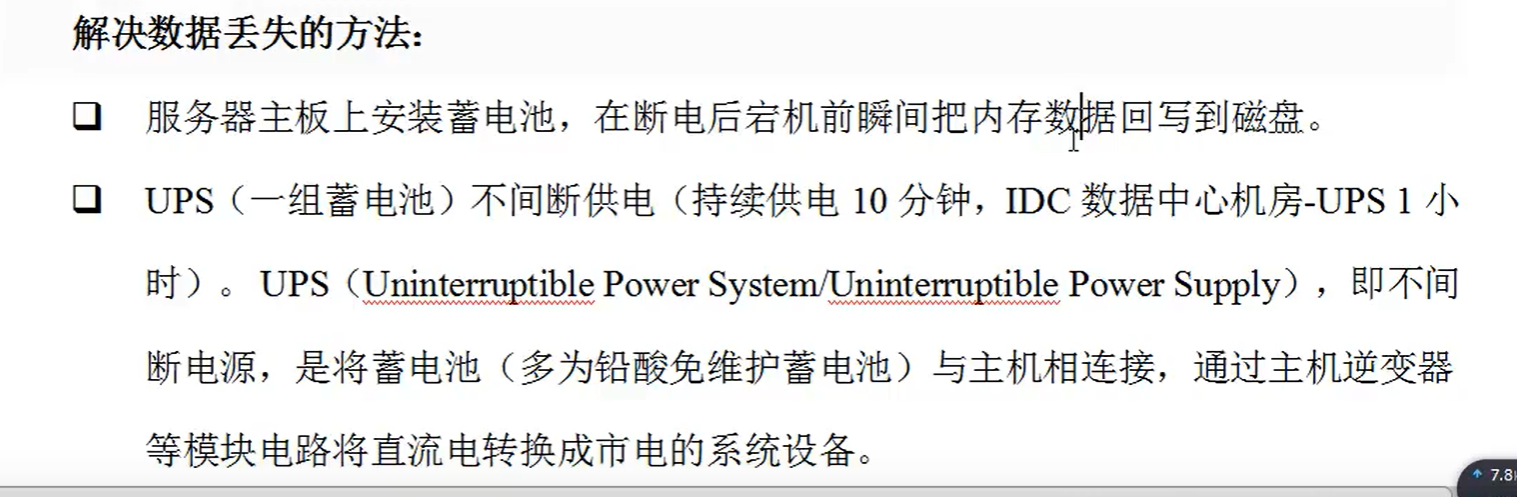 解决数据丢失的方法：
❑ 服务器主板上安装蓄电池，在断电后宕机前瞬间把内存数据回写到磁盘。
❑ UPS（一组蓄电池）不间断供电（持续供电 10 分钟，IDC 数据中心机房-UPS 1 小
时）。UPS（Uninterruptible Power System/Uninterruptible Power Supply），即不间
断电源，是将蓄电池（多为铅酸免维护蓄电池）与主机相连接，通过主机逆变器
等模块电路将直流电转换成市电的系统设备。
7.8